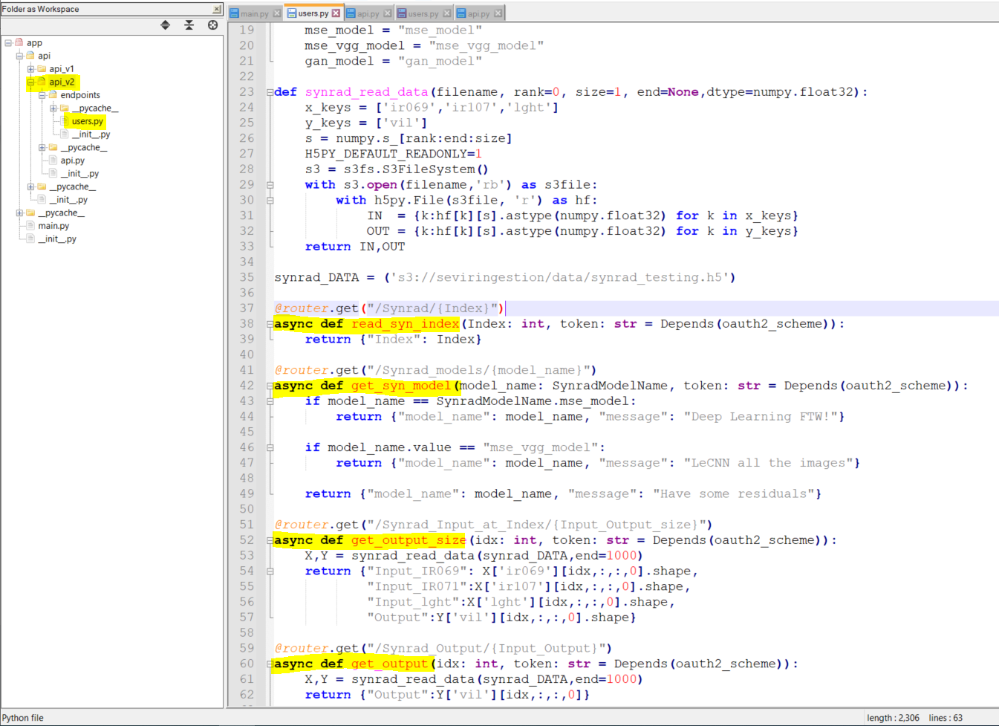 Folder as Workspace
app
api
api_v1
api_v2
endpoints
__pycache__
users.py
__init__.py
__pycache__
api.py
__init__.py
__pycache__
__init__.py
__pycache__
main.py
__init__.py
main.py users.py api.py users.py api.py
19 mse_model = "mse_model"
20 mse_vgg_model = "mse_vgg_model"
21 gan_model = "gan_model"
22
23 def synrad_read_data(filename, rank=0, size=1, end=None,dtype=numpy.float32):
24 x_keys = ['ir069','ir107','lght']
25 y_keys = ['vil']
26 s = numpy.s_[rank:end:size]
27 H5PY_DEFAULT_READONLY=1
28 s3 = s3fs.S3FileSystem()
29 with s3.open(filename,'rb') as s3file:
30 with h5py.File(s3file, 'r') as hf:
31 IN  = {k:hf[k][s].astype(numpy.float32) for k in x_keys}
32 OUT = {k:hf[k][s].astype(numpy.float32) for k in y_keys}
33 return IN,OUT
34
35 synrad_DATA = ('s3://seviringestion/data/synrad_testing.h5')
36
37 @router.get("/Synrad/{Index}")
38 async def read_syn_index(Index: int, token: str = Depends(oauth2_scheme)):
39 return {"Index": Index}
40
41 @router.get("/Synrad_models/{model_name}")
42 async def get_syn_model(model_name: SynradModelName, token: str = Depends(oauth2_scheme)):
43 if model_name == SynradModelName.mse_model:
44 return {"model_name": model_name, "message": "Deep Learning FTW!"}
45
46 if model_name.value == "mse_vgg_model":
47 return {"model_name": model_name, "message": "LeCNN all the images"}
48
49 return {"model_name": model_name, "message": "Have some residuals"}
50
51 @router.get("/Synrad_Input_at_Index/{Input_Output_size}")
52 async def get_output_size(idx: int, token: str = Depends(oauth2_scheme)):
53 X,Y = synrad_read_data(synrad_DATA,end=1000)
54 return {"Input_IR069": X['ir069'][idx,:,:,0].shape,
55 "Input_IR071":X['ir107'][idx,:,:,0].shape,
56 "Input_lght":X['lght'][idx,:,:,0].shape,
57 "Output":Y['vil'][idx,:,:,0].shape}
58
59 @router.get("/Synrad_Output/{Input_Output}")
60 async def get_output(idx: int, token: str = Depends(oauth2_scheme)):
61 X,Y = synrad_read_data(synrad_DATA,end=1000)
62 return {"Output":Y['vil'][idx,:,:,0]}
Python file length : 2,306 lines : 63